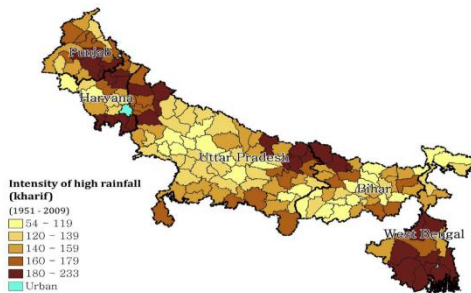 Punjab
Haryana
Uttar Pradesh
Bihar
West Bengal
Intensity of high rainfall
(kharif)
(1951 - 2009)
54 - 119
120 - 139
140 - 159
160 - 179
180 - 233
Urban